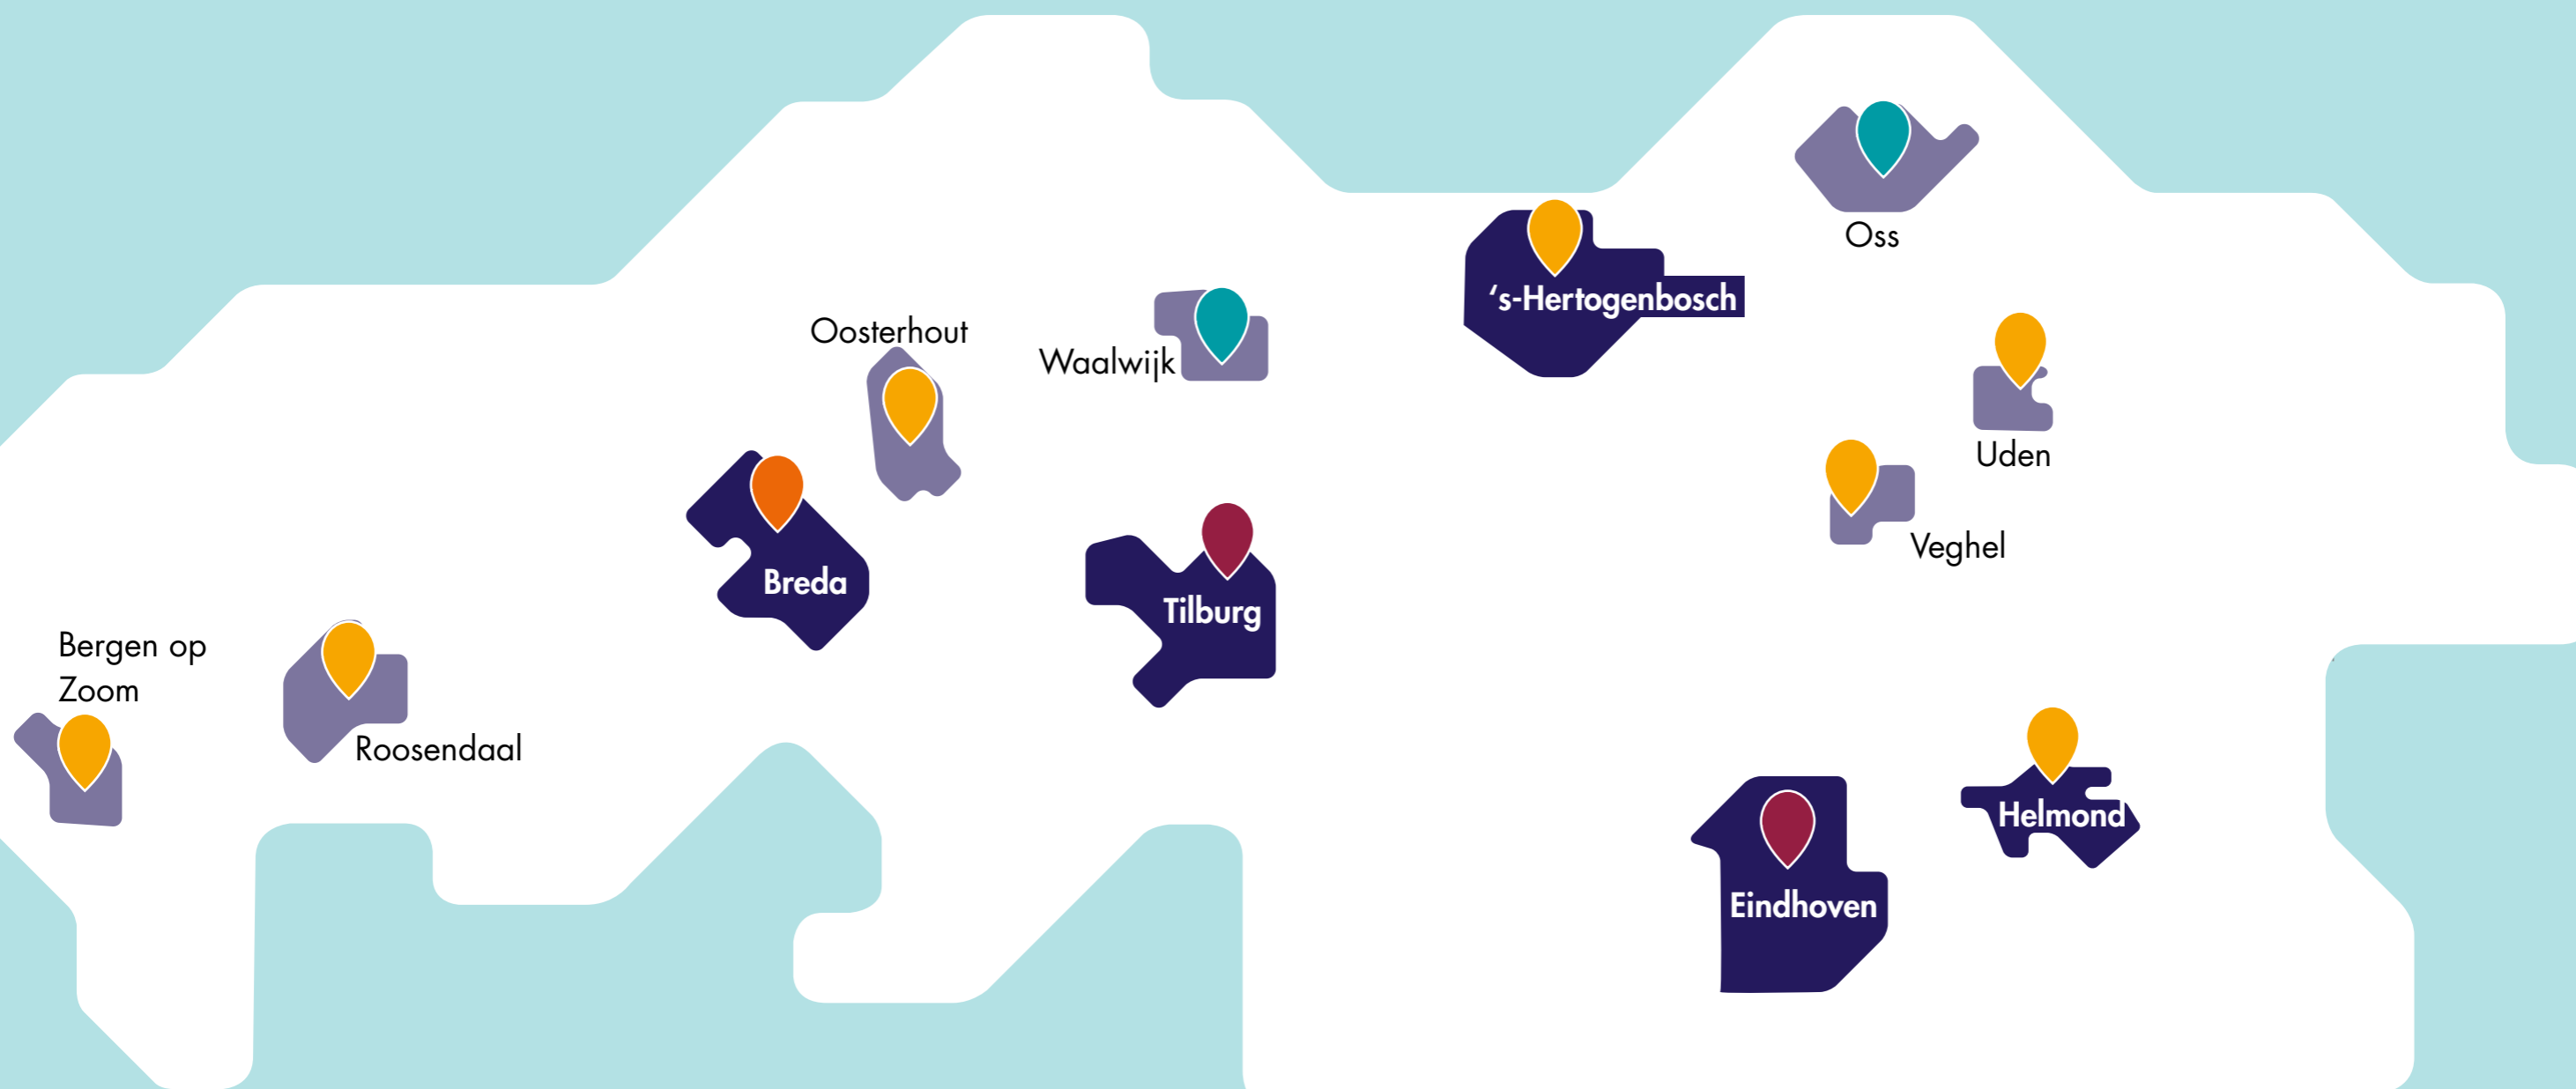 Oss
‘s-Hertogenbosch
Oosterhout
Waalwijk
Uden
Veghel
Breda
Tilburg
Bergen op
Zoom
Roosendaal
Helmond
Eindhoven